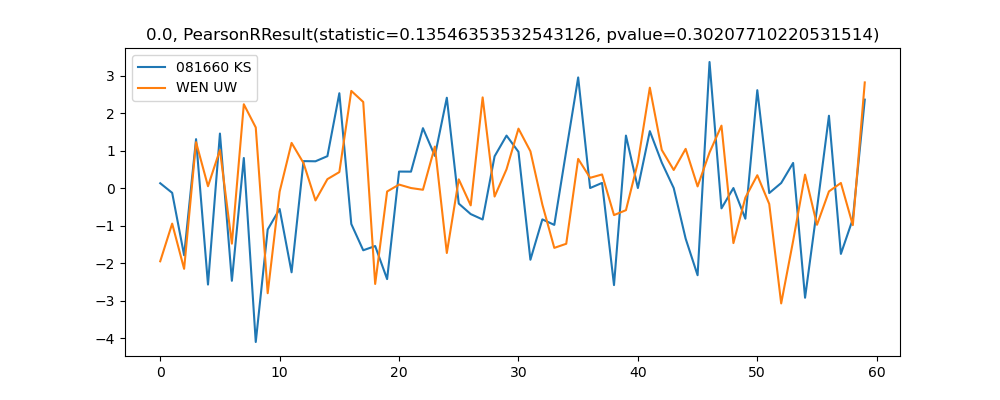 0.0, PearsonRResult(statistic=0.13546353532543126, pvalue=0.30207710220531514)
081660 KS
WEN UW
3
2
1
0
−1
−2
−3
−4
0 10 20 30 40 50 60